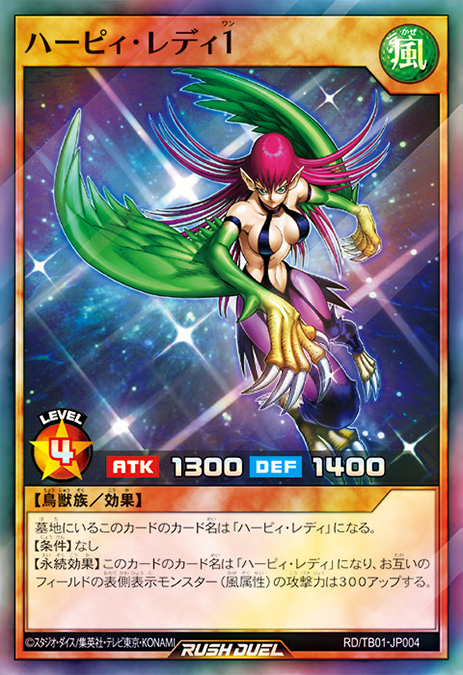 ハーピィ・レディ1
ワン
風
かぜ
LEVEL
4
ATK 1300 DEF 1400
【鳥獣族／効果】
墓地にいるこのカードのカード名は「ハーピィ・レディ」になる。
【条件】なし
【永続効果】このカードのカード名は「ハーピィ・レディ」になり、お互いの
フィールドの表側表示モンスター（風属性）の攻撃力は300アップする。
©スタジオ・ダイス/集英社・テレビ東京・KONAMI
RUSH DUEL
RD/TB01-JP004